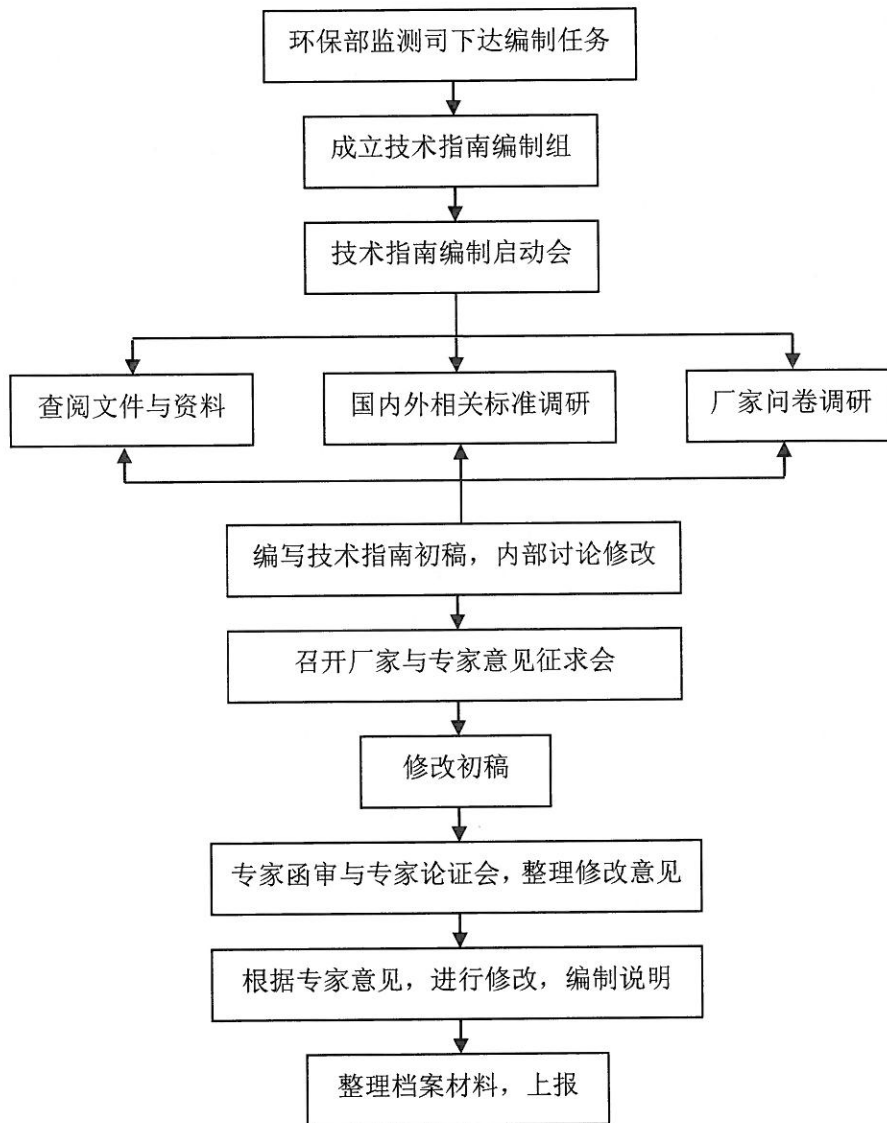 环保部监测司下达编制任务
成立技术指南编制组
技术指南编制启动会
查阅文件与资料
国内外相关标准调研
厂家问卷调研
编写技术指南初稿，内部讨论修改
召开厂家与专家意见征求会
修改初稿
专家函审与专家论证会，整理修改意见
根据专家意见，进行修改，编制说明
整理档案材料，上报